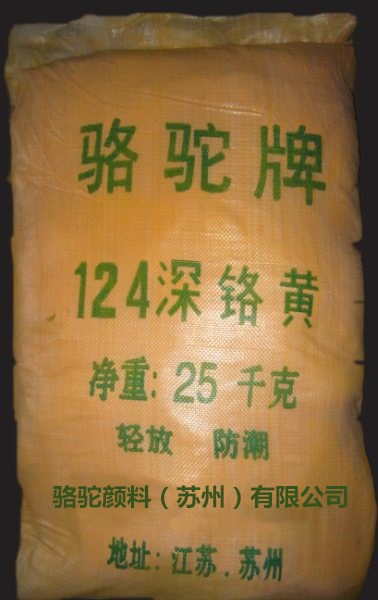 骆驼牌
124深铬黄
净重: 25 千克
轻放 防潮
骆驼颜料（苏州）有限公司
地址: 江苏.苏州